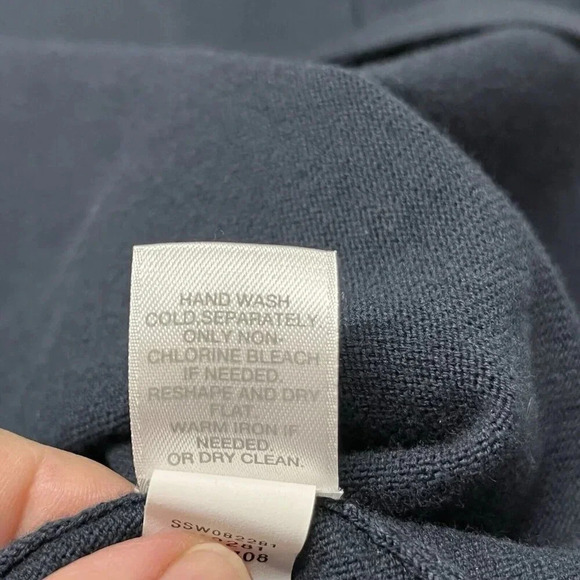 HAND WASH
COLD,SEPARATELY.
ONLY NON-
CHLORINE BLEACH
IF NEEDED.
RESHAPE AND DRY
FLAT.
WARM IRON IF
NEEDED.
OR DRY CLEAN.
SSW082281